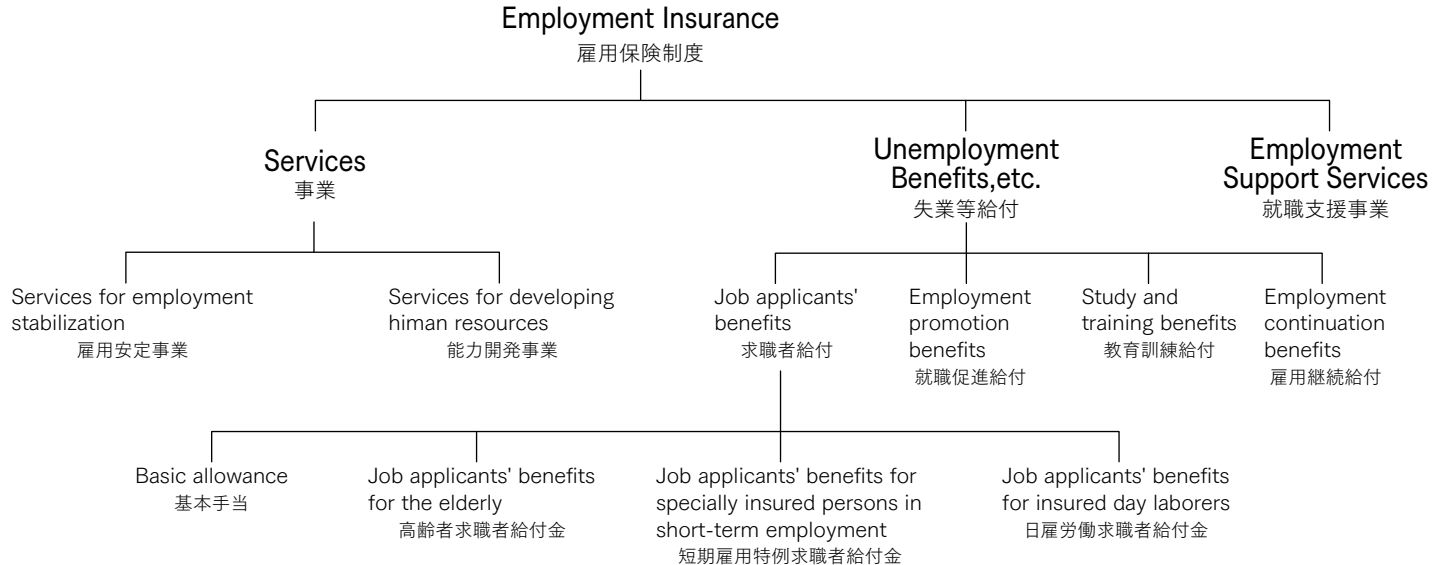 Employment Insurance
雇用保険制度
Services
事業
Unemployment
Benefits,etc.
失業等給付
Employment
Support Services
就職支援事業
Services for employment
stabilization
雇用安定事業
Services for developing
himan resources
能力開発事業
Job applicants'
benefits
求職者給付
Employment
promotion
benefits
就職促進給付
Study and
training benefits
教育訓練給付
Employment
continuation
benefits
雇用継続給付
Basic allowance
基本手当
Job applicants' benefits
for the elderly
高齢者求職者給付金
Job applicants' benefits for
specially insured persons in
short-term employment
短期雇用特例求職者給付金
Job applicants' benefits
for insured day laborers
日雇労働求職者給付金